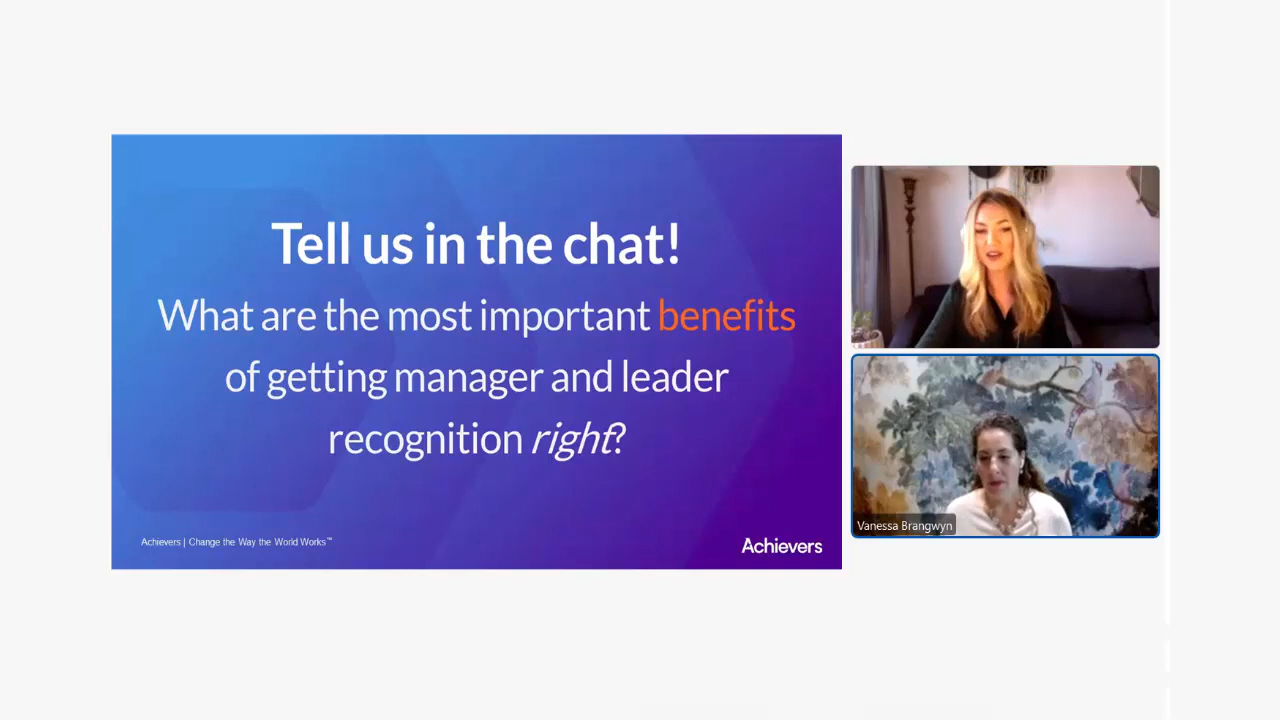 Tell us in the chat!
What are the most important benefits
of getting manager and leader
recognition right?
Achievers | Change the Way the World Works™
Achievers
Vanessa Brangwyn